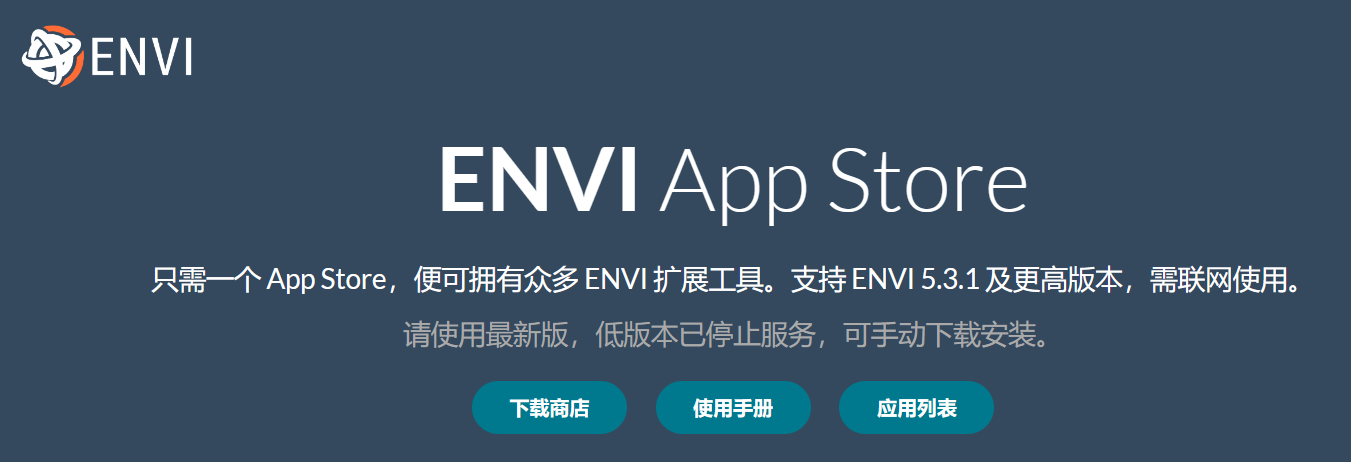 ENVI
ENVI App Store
只需一个 App Store，便可拥有众多 ENVI 扩展工具。支持 ENVI 5.3.1 及更高版本，需联网使用。
请使用最新版，低版本已停止服务，可手动下载安装。
下载商店 使用手册 应用列表